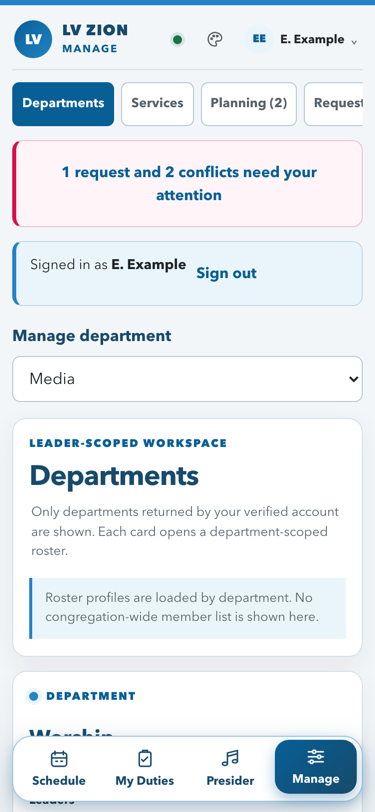 LV
LV ZION
MANAGE
EE
E. Example
Departments
Services
Planning (2)
Request
1 request and 2 conflicts need your
attention
Signed in as E. Example
Sign out
Manage department
Media
LEADER-SCOPED WORKSPACE
Departments
Only departments returned by your verified account
are shown. Each card opens a department-scoped
roster.
Roster profiles are loaded by department. No
congregation-wide member list is shown here.
DEPARTMENT
Worship
Schedule
My Duties
Presider
Manage
Leaders